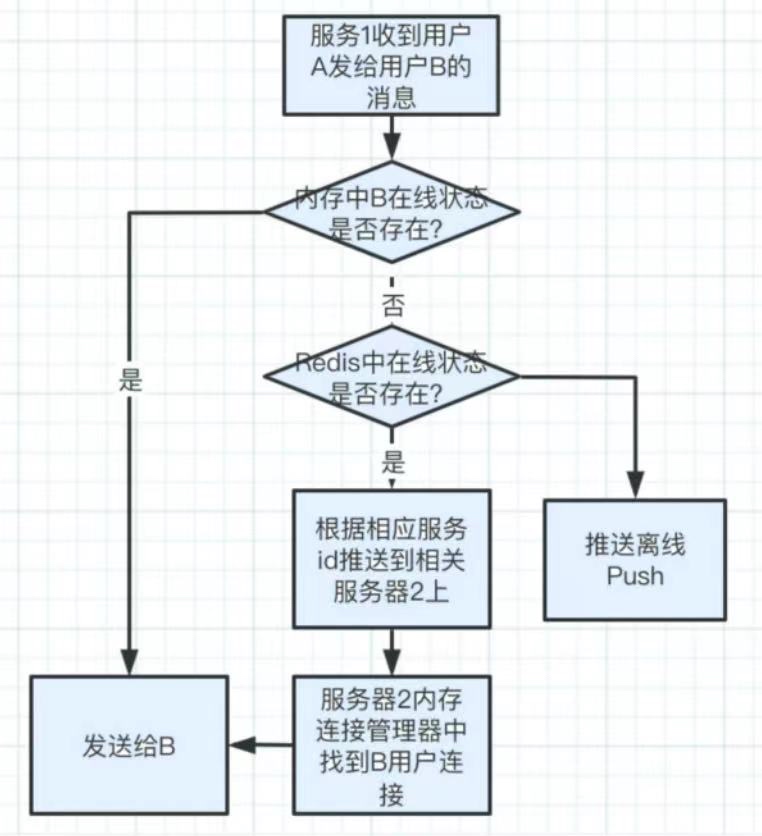 服务1收到用户
A发给用户B的
消息
内存中B在线状态
是否存在?
否
Redis中在线状态
是否存在?
是
是
根据相应服务
id推送到相关
服务器2上
推送离线
Push
服务器2内存
连接管理器中
找到B用户连
接
发送给B